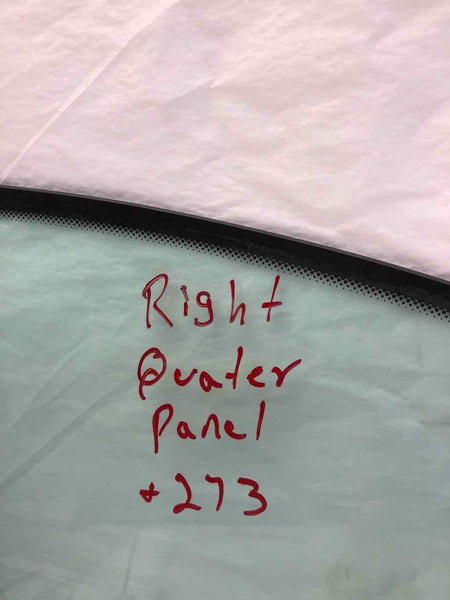 Right
Quater
Panel
+273